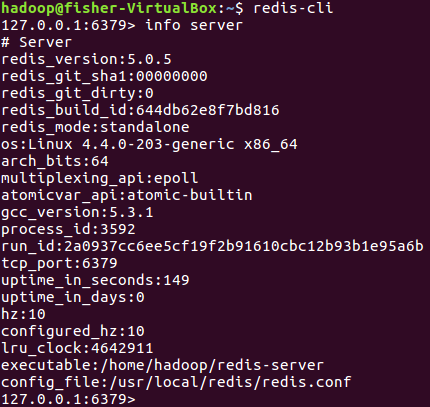 hadoop@fisher-VirtualBox:~$ redis-cli
127.0.0.1:6379> info server
# Server
redis_version:5.0.5
redis_git_sha1:00000000
redis_git_dirty:0
redis_build_id:644db62e8f7bd816
redis_mode:standalone
os:Linux 4.4.0-203-generic x86_64
arch_bits:64
multiplexing_api:epoll
atomicvar_api:atomic-builtin
gcc_version:5.3.1
process_id:3592
run_id:2a0937cc6ee5cf19f2b91610cbc12b93b1e95a6b
tcp_port:6379
uptime_in_seconds:149
uptime_in_days:0
hz:10
configured_hz:10
lru_clock:4642911
executable:/home/hadoop/redis-server
config_file:/usr/local/redis/redis.conf
127.0.0.1:6379>